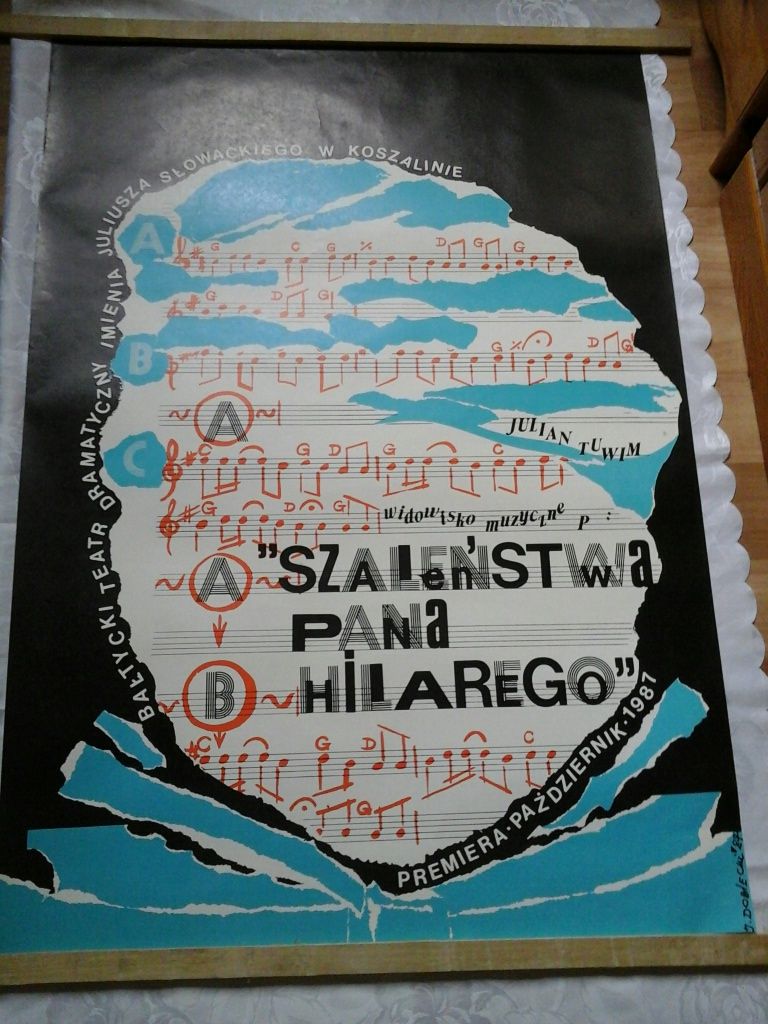 BAŁTYCKI TEATR DRAMATYCZNY IMIENIA JULIUSZA SŁOWACKIEGO W KOSZALINIE
A
G C G D G G
G D G
B
G D G
A
JULIAN TUWIM
C
C G D G C
G D G
widowisko muzyczne p:
A
"SZALEŃSTWA
PANA
B
HILAREGO"
C G D C
G
PREMIERA·PAŹDZIERNIK·1987